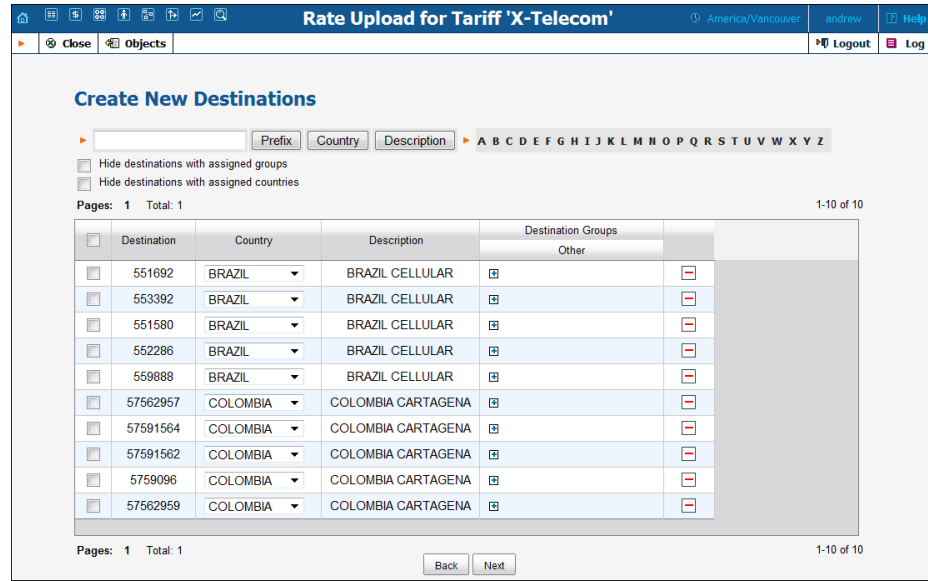 Rate Upload for Tariff 'X-Telecom' America/Vancouver andrew ? Help
Close Objects Logout Log
Create New Destinations
Prefix Country Description A B C D E F G H I J K L M N O P Q R S T U V W X Y Z
Hide destinations with assigned groups
Hide destinations with assigned countries
Pages: 1 Total: 1 1-10 of 10
Destination Country Description Destination Groups
Other
551692 BRAZIL BRAZIL CELLULAR
553392 BRAZIL BRAZIL CELLULAR
551580 BRAZIL BRAZIL CELLULAR
552286 BRAZIL BRAZIL CELLULAR
559888 BRAZIL BRAZIL CELLULAR
57562957 COLOMBIA COLOMBIA CARTAGENA
57591564 COLOMBIA COLOMBIA CARTAGENA
57591562 COLOMBIA COLOMBIA CARTAGENA
5759096 COLOMBIA COLOMBIA CARTAGENA
57562959 COLOMBIA COLOMBIA CARTAGENA
Pages: 1 Total: 1 1-10 of 10
Back Next